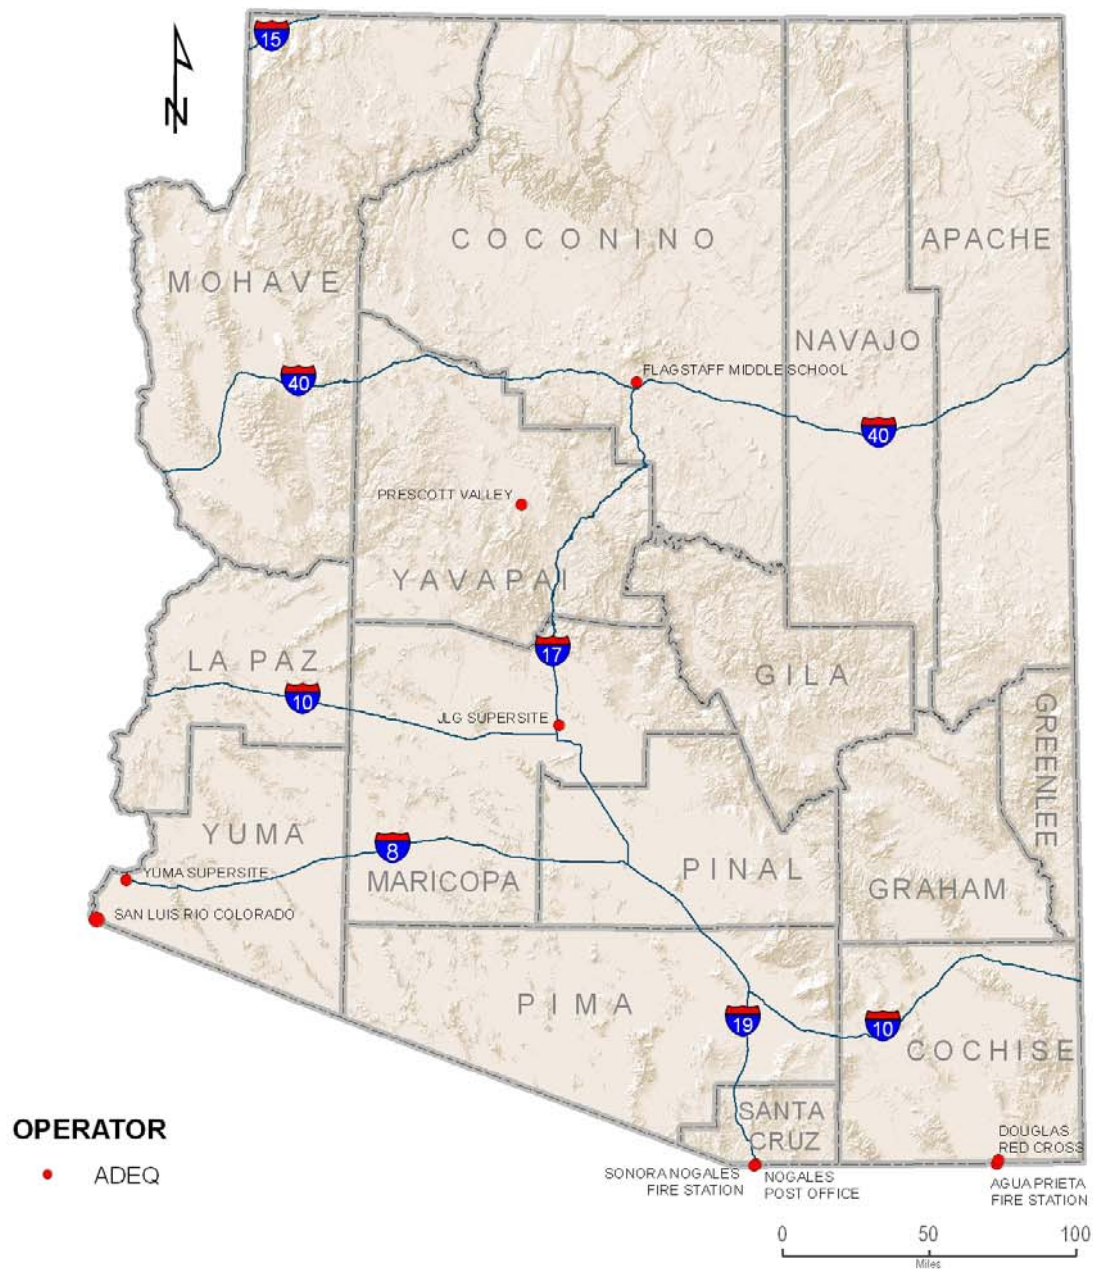 15
N
COCONINO
APACHE
MOHAVE
NAVAJO
FLAGSTAFF MIDDLE SCHOOL
40
40
PRESCOTT VALLEY
YAVAPAI
17
LA PAZ
GILA
10
GREENLEE
JLG SUPERSITE
YUMA
8
MARICOPA
PINAL
GRAHAM
YUMA SUPERSITE
SAN LUIS RIO COLORADO
PIMA
19
10
COCHISE
SANTA
CRUZ
OPERATOR
ADEQ
DOUGLAS
RED CROSS
SONORA NOGALES
FIRE STATION
NOGALES
POST OFFICE
AGUA PRIETA
FIRE STATION
0 50 100
Miles